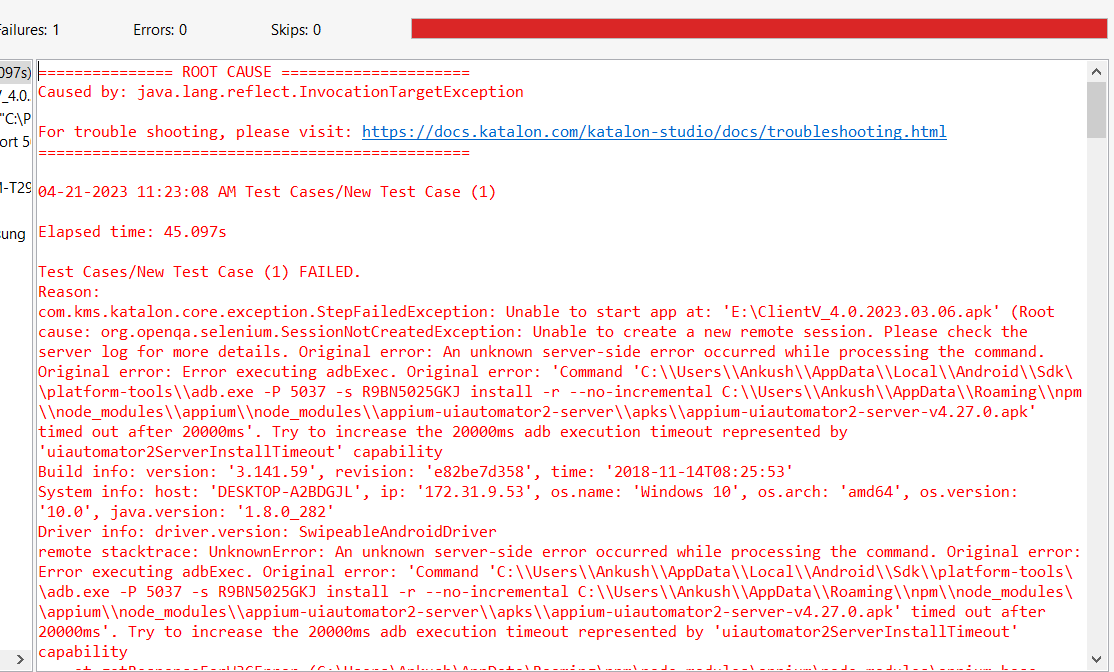 ailures: 1 Errors: 0 Skips: 0
097s)
_4.0.
"C:\P
ort 5
-T29
ung
=============== ROOT CAUSE =====================
Caused by: java.lang.reflect.InvocationTargetException
For trouble shooting, please visit: https://docs.katalon.com/katalon-studio/docs/troubleshooting.html
================================================
04-21-2023 11:23:08 AM Test Cases/New Test Case (1)
Elapsed time: 45.097s
Test Cases/New Test Case (1) FAILED.
Reason:
com.kms.katalon.core.exception.StepFailedException: Unable to start app at: 'E:\ClientV_4.0.2023.03.06.apk' (Root
cause: org.openqa.selenium.SessionNotCreatedException: Unable to create a new remote session. Please check the
server log for more details. Original error: An unknown server-side error occurred while processing the command.
Original error: Error executing adbExec. Original error: 'Command 'C:\\Users\\Ankush\\AppData\\Local\\Android\\Sdk\
\platform-tools\\adb.exe -P 5037 -s R9BN5025GKJ install -r --no-incremental C:\\Users\\Ankush\\AppData\\Roaming\\npm
\\node_modules\\appium\\node_modules\\appium-uiautomator2-server\\apks\\appium-uiautomator2-server-v4.27.0.apk'
timed out after 20000ms'. Try to increase the 20000ms adb execution timeout represented by
'uiautomator2ServerInstallTimeout' capability
Build info: version: '3.141.59', revision: 'e82be7d358', time: '2018-11-14T08:25:53'
System info: host: 'DESKTOP-A2BDGJL', ip: '172.31.9.53', os.name: 'Windows 10', os.arch: 'amd64', os.version:
'10.0', java.version: '1.8.0_282'
Driver info: driver.version: SwipeableAndroidDriver
remote stacktrace: UnknownError: An unknown server-side error occurred while processing the command. Original error:
Error executing adbExec. Original error: 'Command 'C:\\Users\\Ankush\\AppData\\Local\\Android\\Sdk\\platform-tools\
\adb.exe -P 5037 -s R9BN5025GKJ install -r --no-incremental C:\\Users\\Ankush\\AppData\\Roaming\\npm\\node_modules\
\appium\\node_modules\\appium-uiautomator2-server\\apks\\appium-uiautomator2-server-v4.27.0.apk' timed out after
20000ms'. Try to increase the 20000ms adb execution timeout represented by 'uiautomator2ServerInstallTimeout'
capability